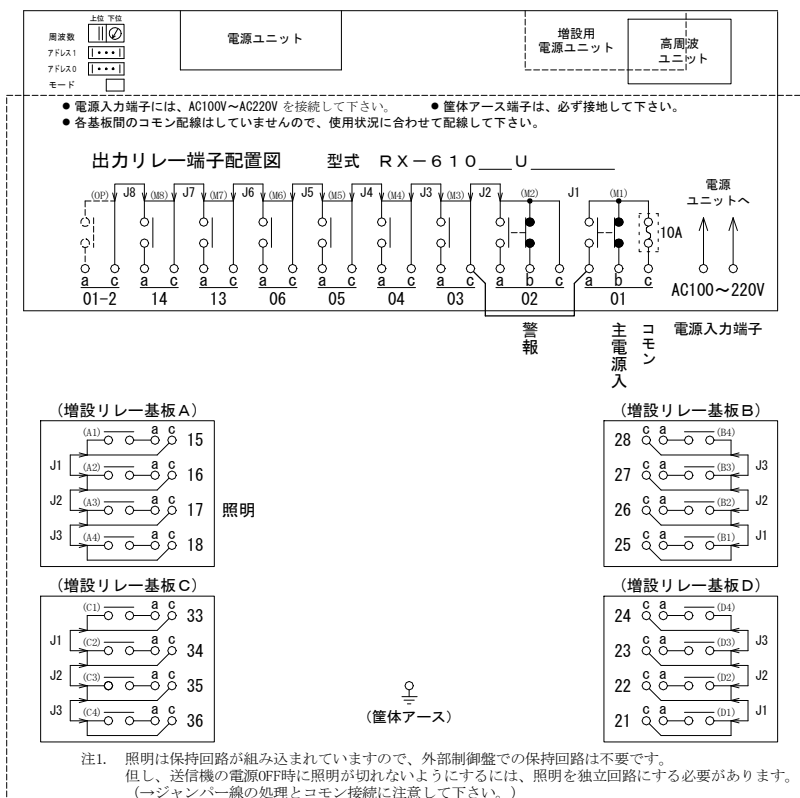 上位 下位
周波数
アドレス1
アドレス0
モード
電源ユニット
増設用
電源ユニット
高周波
ユニット
● 電源入力端子には、AC100V～AC220V を接続して下さい。 ● 筐体アース端子は、必ず接地して下さい。
● 各基板間のコモン配線はしていませんので、使用状況に合わせて配線して下さい。
出力リレー端子配置図 型式 RX－610___U________
(OP) J8 (M8) J7 (M7) J6 (M6) J5 (M5) J4 (M4) J3 (M3) J2 (M2) J1 (M1)
電源
ユニットへ
10A
a c a c a c a c a c a c a c a b c a b c
01-2 14 13 06 05 04 03 02 01 AC100～220V
警報
主電源入
コモン
電源入力端子
(増設リレー基板A)
(A1) a c 15
J1 (A2) a c 16
J2 (A3) a c 17 照明
J3 (A4) a c 18
(増設リレー基板B)
28 c a (B4)
27 c a (B3) J3
26 c a (B2) J2
25 c a (B1) J1
(増設リレー基板C)
(C1) a c 33
J1 (C2) a c 34
J2 (C3) a c 35
J3 (C4) a c 36
(増設リレー基板D)
24 c a (D4)
23 c a (D3) J3
22 c a (D2) J2
21 c a (D1) J1
(筐体アース)
注1. 照明は保持回路が組み込まれていますので、外部制御盤での保持回路は不要です。
但し、送信機の電源OFF時に照明が切れないようにするには、照明を独立回路にする必要があります。
(→ジャンパー線の処理とコモン接続に注意して下さい。)